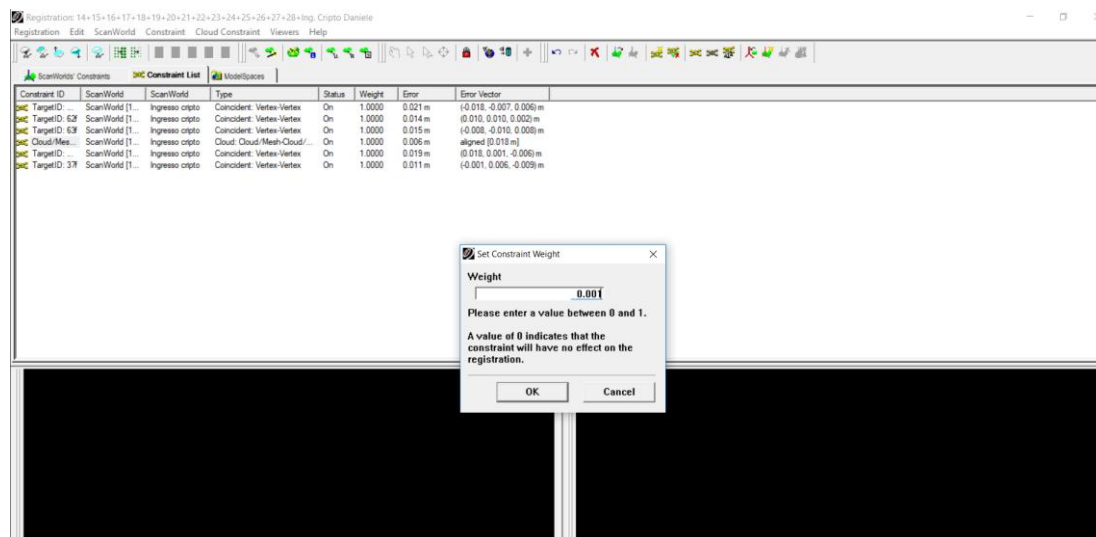 Registration: 14+15+16+17+18+19+20+21+22+23+24+25+26+27+28+Ing. Cripto Daniele
Registration Edit ScanWorld Constraint Cloud Constraint Viewers Help
ScanWorlds' Constraints Constraint List ModelSpaces
Constraint ID ScanWorld ScanWorld Type Status Weight Error Error Vector
TargetID: ... ScanWorld [1... Ingresso cripto Coincident: Vertex-Vertex On 1.0000 0.021 m (-0.018, -0.007, 0.006) m
TargetID: 62f ScanWorld [1... Ingresso cripto Coincident: Vertex-Vertex On 1.0000 0.014 m (0.010, 0.010, 0.002) m
TargetID: 63f ScanWorld [1... Ingresso cripto Coincident: Vertex-Vertex On 1.0000 0.015 m (-0.008, -0.010, 0.008) m
Cloud/Mes... ScanWorld [1... Ingresso cripto Cloud: Cloud/Mesh-Cloud/... On 1.0000 0.006 m aligned [0.018 m]
TargetID: ... ScanWorld [1... Ingresso cripto Coincident: Vertex-Vertex On 1.0000 0.019 m (0.018, 0.001, -0.006) m
TargetID: 37f ScanWorld [1... Ingresso cripto Coincident: Vertex-Vertex On 1.0000 0.011 m (-0.001, 0.006, -0.009) m
Set Constraint Weight
Weight
0.001
Please enter a value between 0 and 1.
A value of 0 indicates that the
constraint will have no effect on the
registration.
OK Cancel